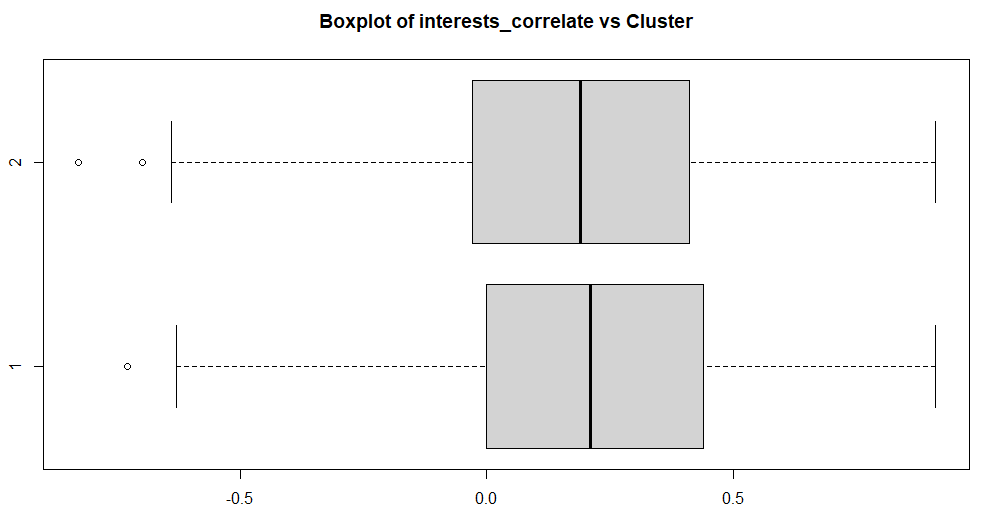 Boxplot of interests_correlate vs Cluster
2
1
-0.5 0.0 0.5